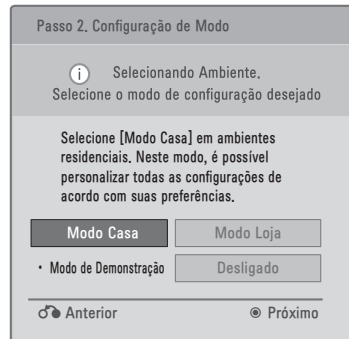 Passo 2. Configuração de Modo
Selecionando Ambiente.
Selecione o modo de configuração desejado
Selecione [Modo Casa] em ambientes
residenciais. Neste modo, é possível
personalizar todas as configurações de
acordo com suas preferências.
Modo Casa Modo Loja
• Modo de Demonstração Desligado
Anterior Próximo